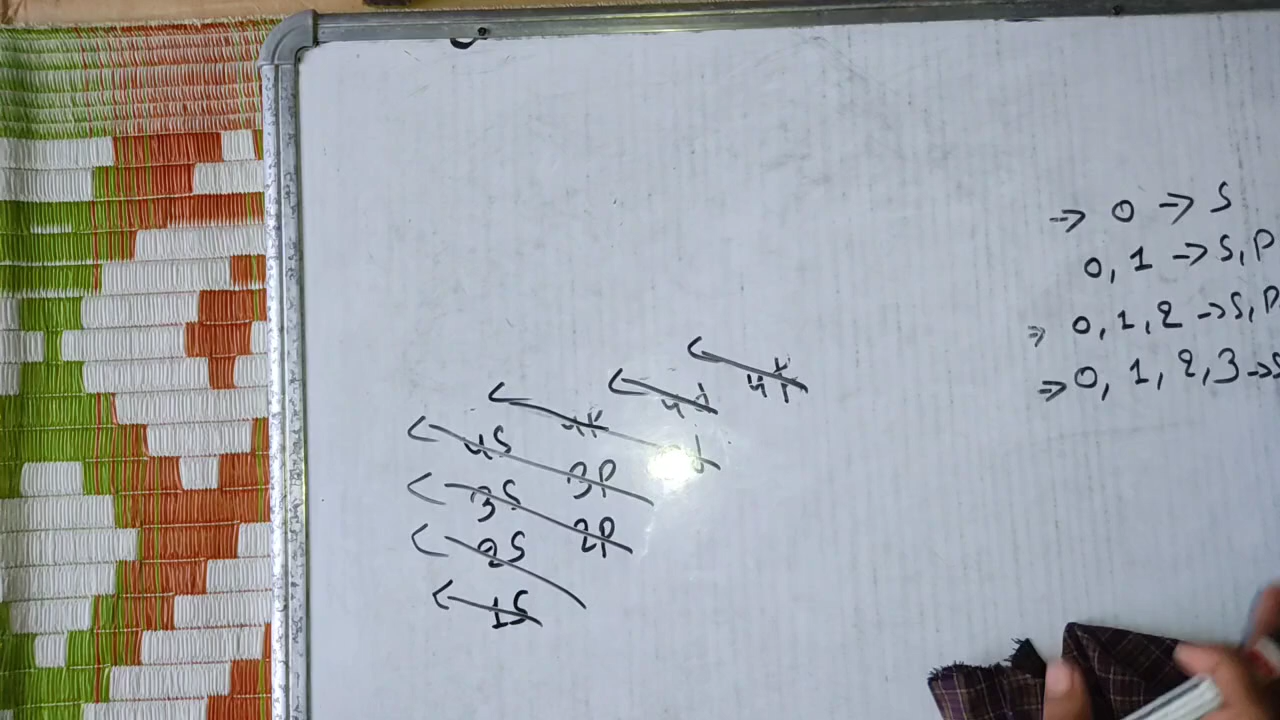 -> 0 -> S
0, 1 -> S, P
=> 0, 1, 2 -> S, P
=> 0, 1, 2, 3 -> S
4f
4d
4P
4S 3P d
3S 2P
2S
1S